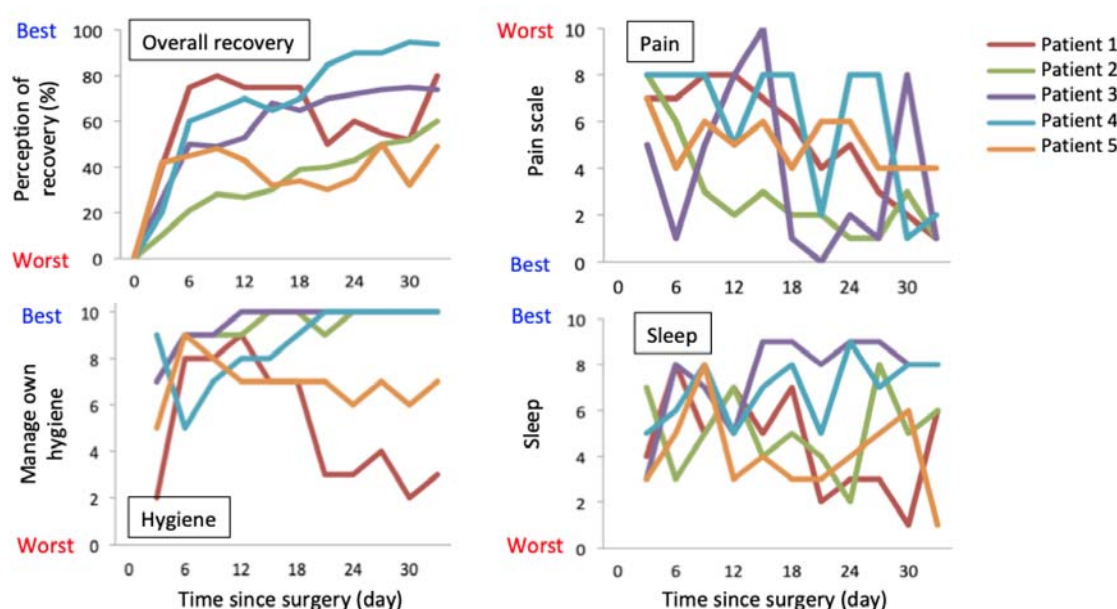 Best
100
80
60
40
20
0
Worst
Perception of
recovery (%)
Overall recovery
0 6 12 18 24 30
Worst
10
8
6
4
2
0
Best
Pain scale
Pain
0 6 12 18 24 30
Patient 1
Patient 2
Patient 3
Patient 4
Patient 5
Best
10
8
6
4
2
0
Worst
Manage own
hygiene
Hygiene
0 6 12 18 24 30
Time since surgery (day)
Best
10
8
6
4
2
0
Worst
Sleep
Sleep
0 6 12 18 24 30
Time since surgery (day)